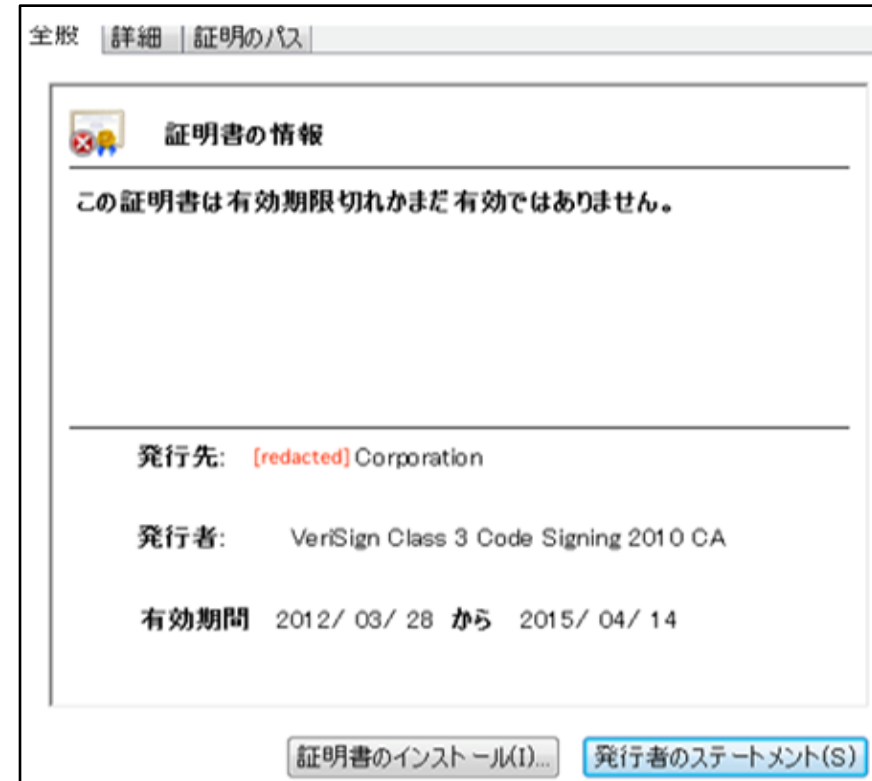 全般 詳細 証明のパス
証明書の情報
この証明書は有効期限切れかまだ有効ではありません。
発行先: [redacted] Corporation
発行者: VeriSign Class 3 Code Signing 2010 CA
有効期間 2012/ 03/ 28 から 2015/ 04/ 14
証明書のインストール(I)... 発行者のステートメント(S)